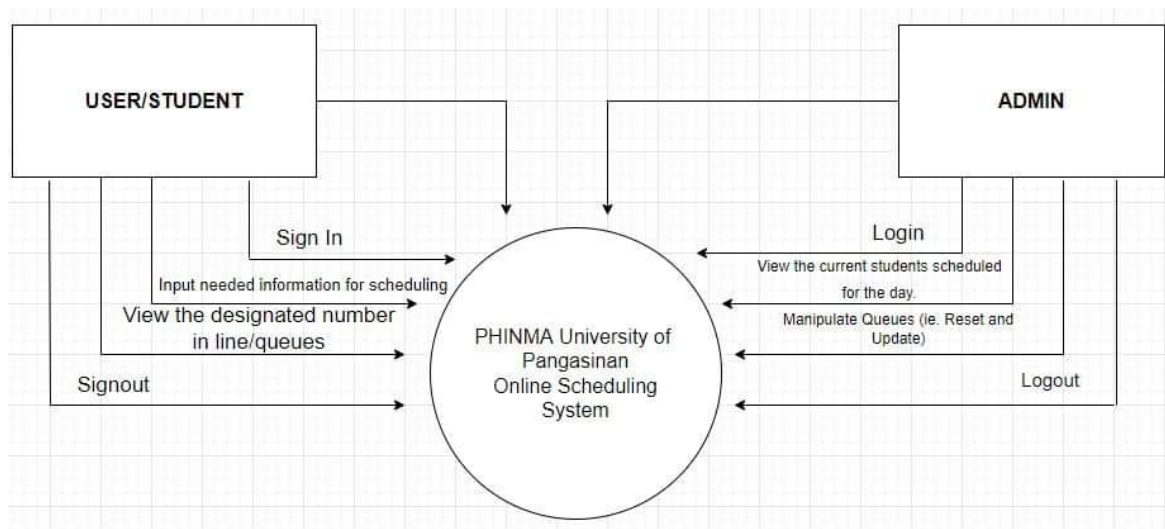 USER/STUDENT
ADMIN
Sign In
Input needed information for scheduling
View the designated number
in line/queues
Signout
PHINMA University of
Pangasinan
Online Scheduling
System
Login
View the current students scheduled
for the day.
Manipulate Queues (ie. Reset and
Update)
Logout